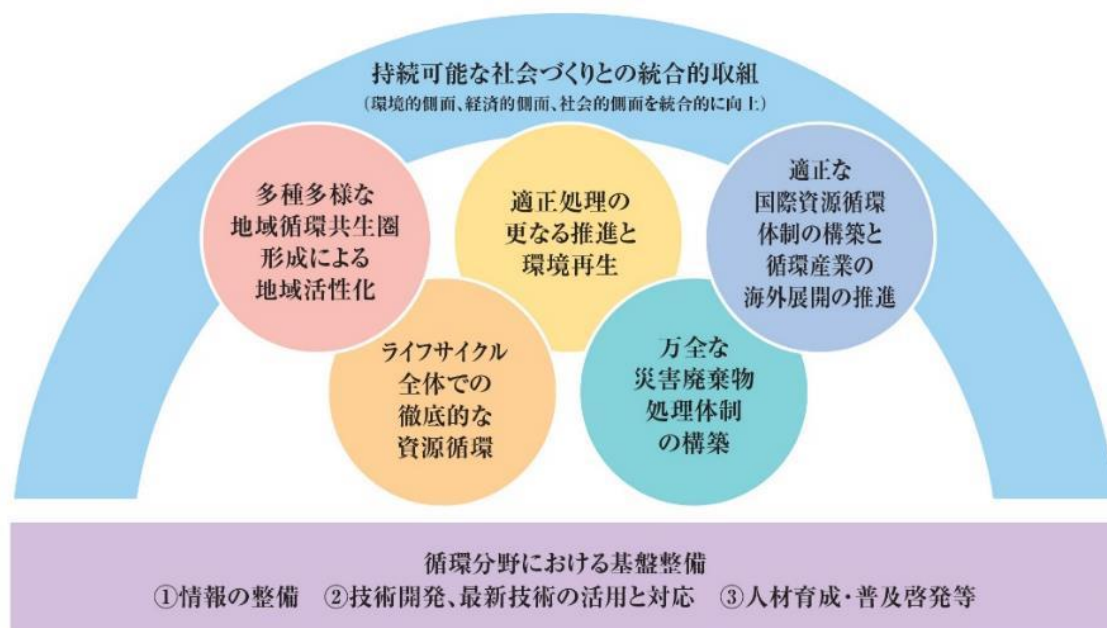 持続可能な社会づくりとの統合的取組
（環境的側面、経済的側面、社会的側面を統合的に向上）
多種多様な
地域循環共生圏
形成による
地域活性化
適正処理の
更なる推進と
環境再生
適正な
国際資源循環
体制の構築と
循環産業の
海外展開の推進
ライフサイクル
全体での
徹底的な
資源循環
万全な
災害廃棄物
処理体制
の構築
循環分野における基盤整備
①情報の整備　②技術開発、最新技術の活用と対応　③人材育成・普及啓発等